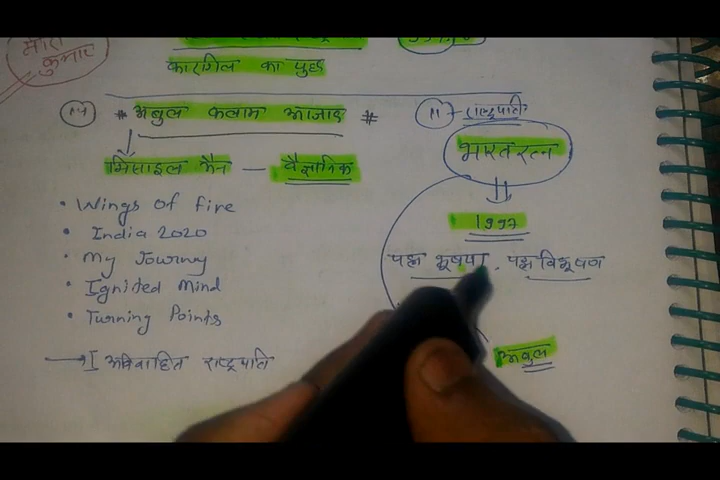 कारगिल का युद्ध
मोरा
कुमार
# अबुल कलाम आजाद #
मिसाइल मैन — वैज्ञानिक
• Wings of fire
• India 2020
• My Journey
• Ignited Mind
• Turning Points
→ I अविवाहित राष्ट्रपति
11 - राष्ट्रपति
भारत रत्न
1997
पद्म भूषण, पद्म विभूषण
अबुल